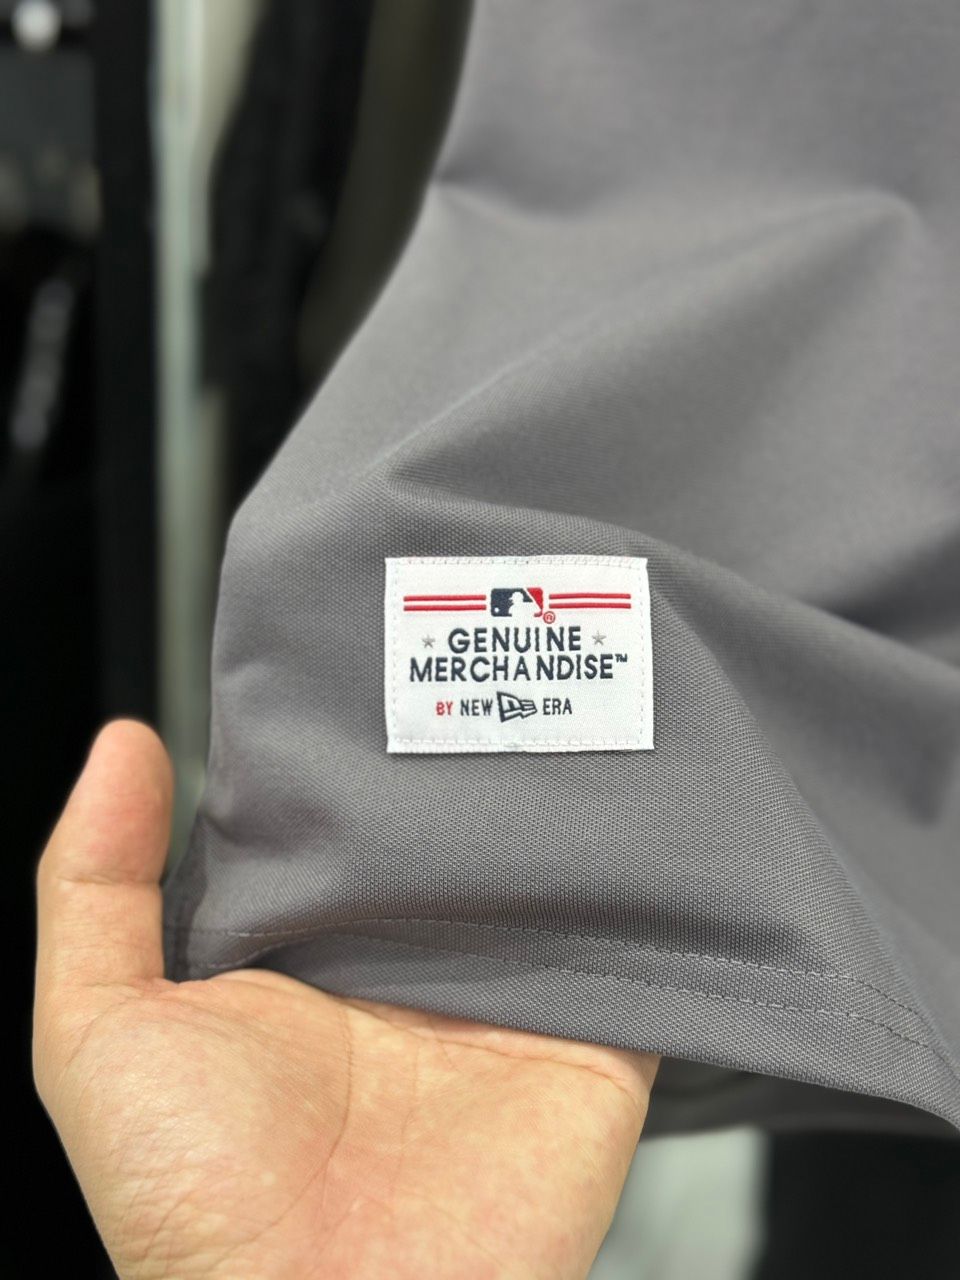 GENUINE
MERCHANDISE™
BY NEW ERA